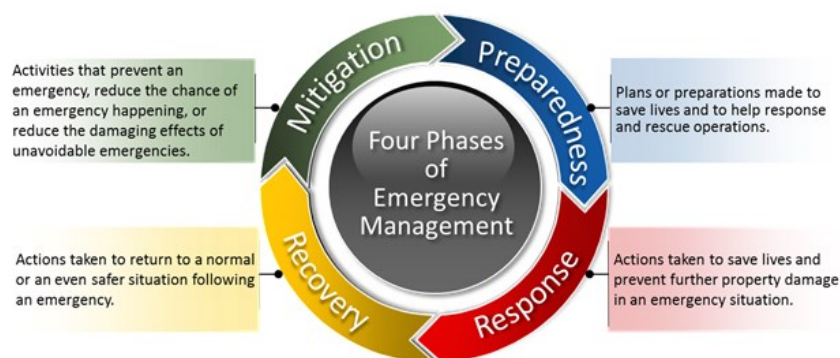 Mitigation
Preparedness
Activities that prevent an
emergency, reduce the chance of
an emergency happening, or
reduce the damaging effects of
unavoidable emergencies.
Plans or preparations made to
save lives and to help response
and rescue operations.
Four Phases
of
Emergency
Management
Recovery
Response
Actions taken to return to a normal
or an even safer situation following
an emergency.
Actions taken to save lives and
prevent further property damage
in an emergency situation.